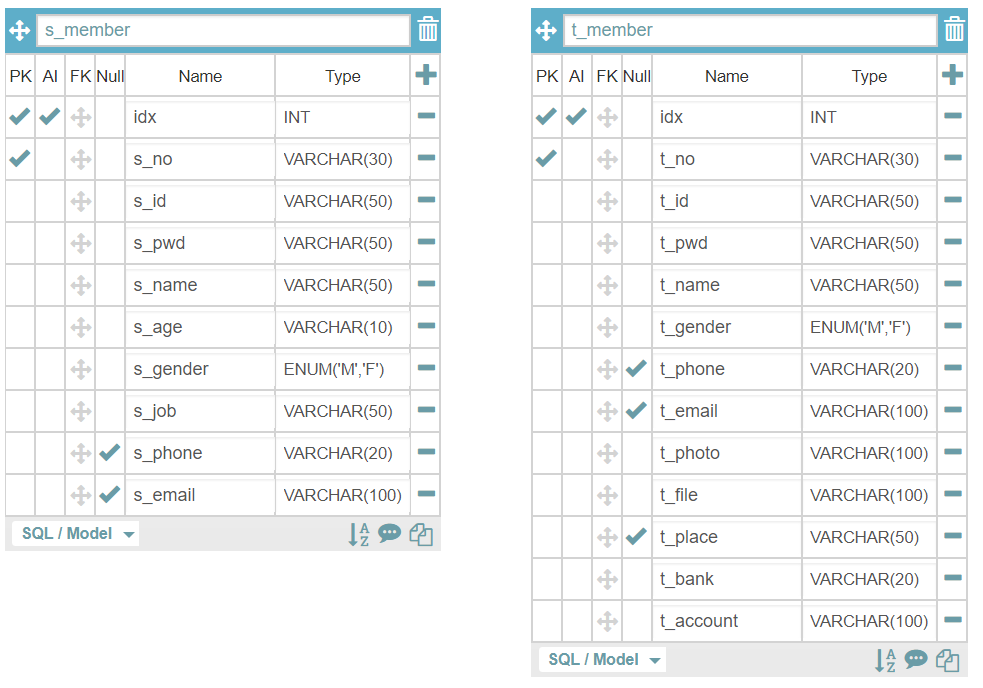 s_member
PK AI FK Null Name Type
idx INT
s_no VARCHAR(30)
s_id VARCHAR(50)
s_pwd VARCHAR(50)
s_name VARCHAR(50)
s_age VARCHAR(10)
s_gender ENUM('M','F')
s_job VARCHAR(50)
s_phone VARCHAR(20)
s_email VARCHAR(100)
SQL / Model
t_member
PK AI FK Null Name Type
idx INT
t_no VARCHAR(30)
t_id VARCHAR(50)
t_pwd VARCHAR(50)
t_name VARCHAR(50)
t_gender ENUM('M','F')
t_phone VARCHAR(20)
t_email VARCHAR(100)
t_photo VARCHAR(100)
t_file VARCHAR(100)
t_place VARCHAR(50)
t_bank VARCHAR(20)
t_account VARCHAR(100)
SQL / Model